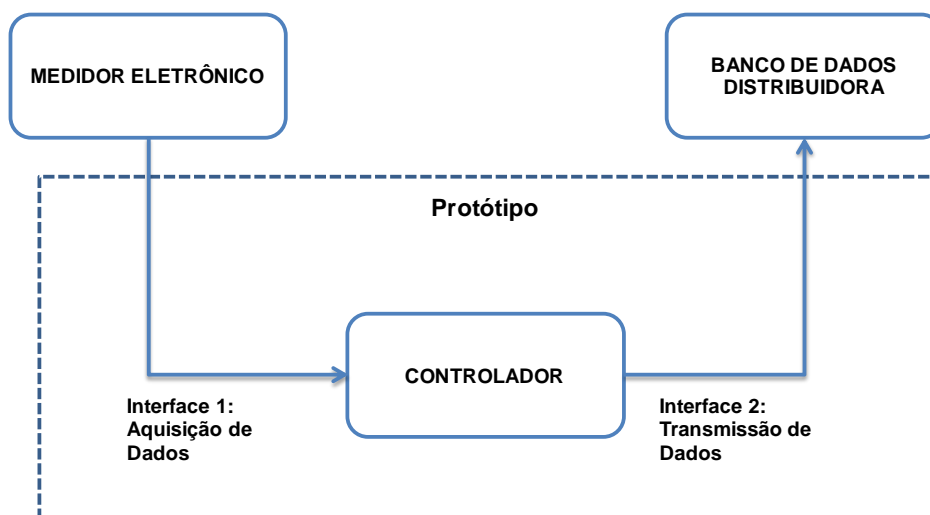 MEDIDOR ELETRÔNICO
BANCO DE DADOS
DISTRIBUIDORA
Protótipo
CONTROLADOR
Interface 1:
Aquisição de
Dados
Interface 2:
Transmissão de
Dados